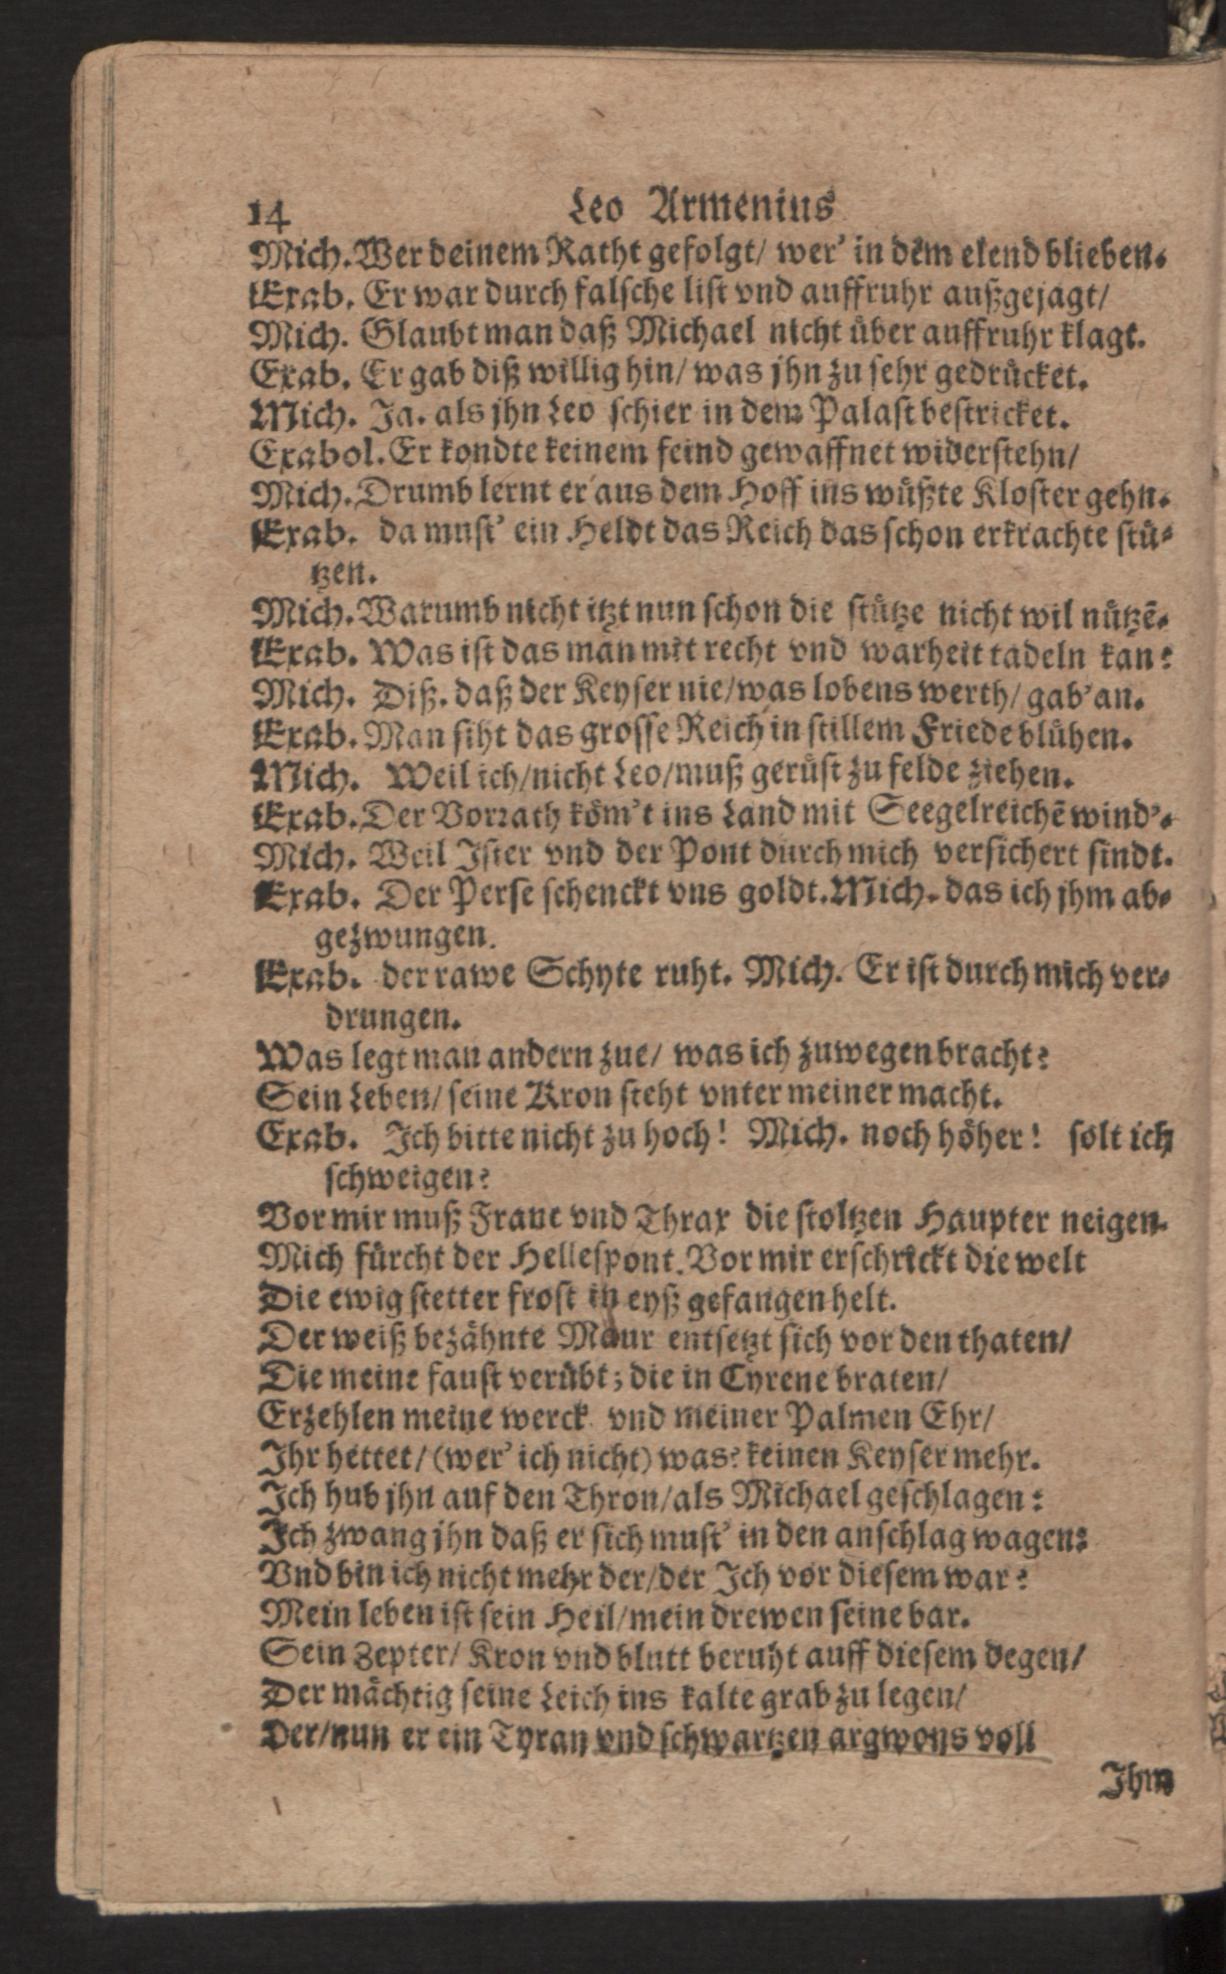 14 Leo Armenius
Mich. Wer deinem Ratht gefolgt/ wer' in dem elend blieben.
Exab. Er war durch falsche list vnd auffruhr außgejagt/
Mich. Glaubt man daß Michael nicht über auffruhr klagt.
Exab. Er gab diß willig hin/ was jhn zu sehr gedrücket.
Mich. Ja. als jhn Leo schier in dem Palast bestricket.
Exabol. Er kondte keinem feind gewaffnet widerstehn/
Mich. Drumb lernt er aus dem Hoff ins wüßte Kloster gehn.
Exab. da must' ein Heldt das Reich das schon erkrachte stü-
tzen.
Mich. Warumb nicht itzt nun schon die stütze nicht wil nützē.
Exab. Was ist das man mit recht vnd warheit tadeln kan?
Mich. Diß. daß der Keyser nie/ was lobens werth/ gab' an.
Exab. Man siht das grosse Reich in stillem Friede blühen.
Mich. Weil ich/ nicht Leo/ muß gerüst zu felde ziehen.
Exab. Der Vorrath köm't ins Land mit Seegelreichē wind'.
Mich. Weil Ister vnd der Pont durch mich versichert sindt.
Exab. Der Perse schenckt vns goldt. Mich. das ich jhm ab-
gezwungen.
Exab. der rawe Schyte ruht. Mich. Er ist durch mich ver-
drungen.
Was legt man andern zue/ was ich zuwegen bracht?
Sein Leben/ seine Kron steht vnter meiner macht.
Exab. Ich bitte nicht zu hoch! Mich. noch höher! solt ich
schweigen?
Vor mir muß Franc vnd Thrax die stoltzen Haupter neigen.
Mich fürcht der Hellespont. Vor mir erschrickt die welt
Die ewig stetter frost in eyß gefangen helt.
Der weiß bezähnte Maur entsetzt sich vor den thaten/
Die meine faust verübt; die in Cyrene braten/
Erzehlen meine werck vnd meiner Palmen Ehr/
Ihr hettet/ (wer' ich nicht) was? keinen Keyser mehr.
Ich hub jhn auf den Thron/ als Michael geschlagen:
Ich zwang jhn daß er sich must' in den anschlag wagen:
Vnd bin ich nicht mehr der/ der Ich vor diesem war?
Mein leben ist sein Heil/ mein drewen seine bar.
Sein Zepter/ Kron vnd blutt beruht auff diesem degen/
Der mächtig seine Leich ins kalte grab zu legen/
Der/ nun er ein Tyran vnd schwartzen argwons voll
Ihm